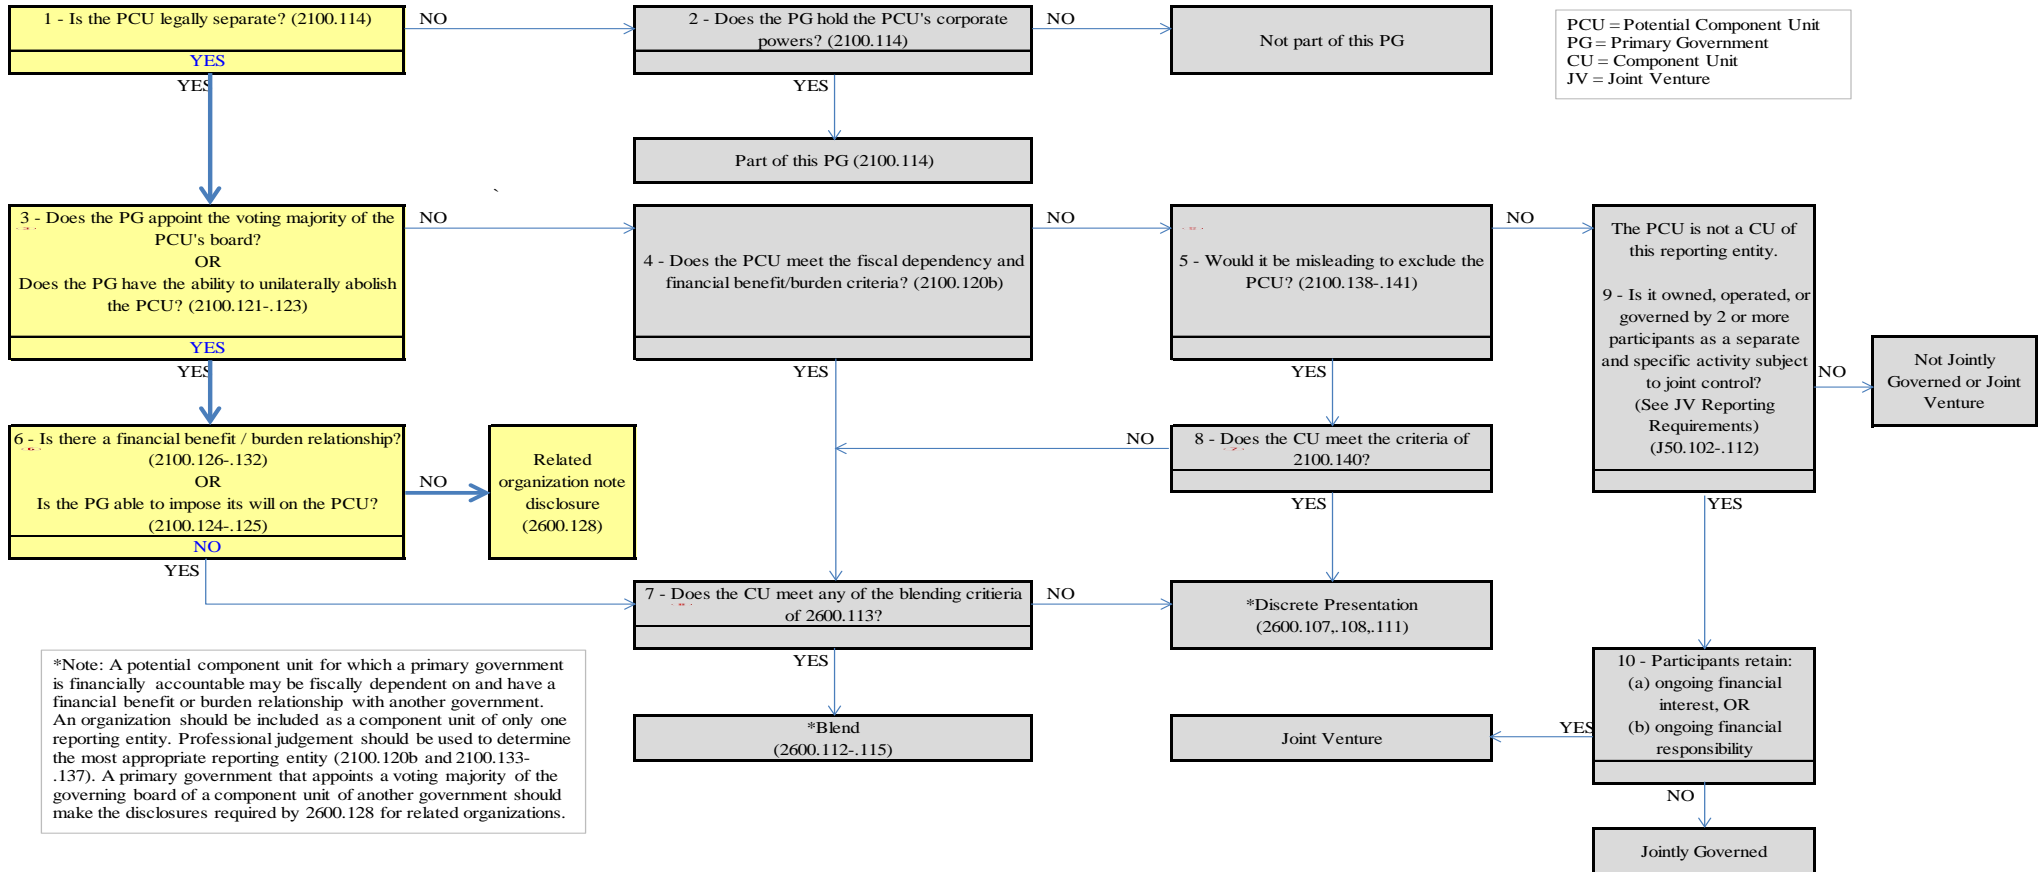 1 - Is the PCU legally separate? (2100.114)
YES
NO
2 - Does the PG hold the PCU's corporate
powers? (2100.114)
NO
Not part of this PG
PCU = Potential Component Unit
PG = Primary Government
CU = Component Unit
JV = Joint Venture
YES
YES
Part of this PG (2100.114)
`
3 - Does the PG appoint the voting majority of the
PCU's board?
OR
Does the PG have the ability to unilaterally abolish
the PCU? (2100.121-.123)
YES
NO
4 - Does the PCU meet the fiscal dependency and
financial benefit/burden criteria? (2100.120b)
NO
5 - Would it be misleading to exclude the
PCU? (2100.138-.141)
NO
The PCU is not a CU of
this reporting entity.
9 - Is it owned, operated, or
governed by 2 or more
participants as a separate
and specific activity subject
to joint control?
(See JV Reporting
Requirements)
(J50.102-.112)
NO
Not Jointly
Governed or Joint
Venture
YES
YES
YES
6 - Is there a financial benefit / burden relationship?
(2100.126-.132)
OR
Is the PG able to impose its will on the PCU?
(2100.124-.125)
NO
NO
Related
organization note
disclosure
(2600.128)
NO
8 - Does the CU meet the criteria of
2100.140?
YES
YES
YES
7 - Does the CU meet any of the blending critieria
of 2600.113?
NO
*Discrete Presentation
(2600.107,.108,.111)
YES
*Note: A potential component unit for which a primary government
is financially accountable may be fiscally dependent on and have a
financial benefit or burden relationship with another government.
An organization should be included as a component unit of only one
reporting entity. Professional judgement should be used to determine
the most appropriate reporting entity (2100.120b and 2100.133-
.137). A primary government that appoints a voting majority of the
governing board of a component unit of another government should
make the disclosures required by 2600.128 for related organizations.
*Blend
(2600.112-.115)
Joint Venture
YES
10 - Participants retain:
(a) ongoing financial
interest, OR
(b) ongoing financial
responsibility
NO
Jointly Governed